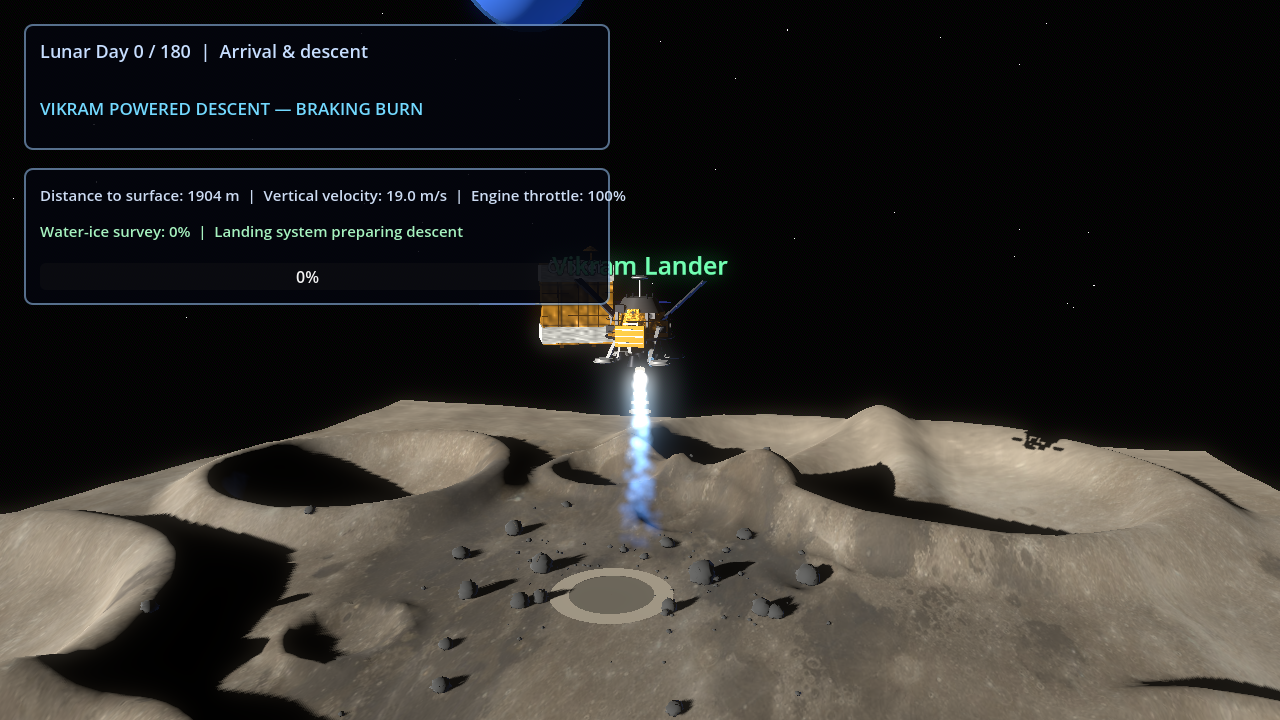 Lunar Day 0 / 180 | Arrival & descent
VIKRAM POWERED DESCENT — BRAKING BURN
Distance to surface: 1904 m | Vertical velocity: 19.0 m/s | Engine throttle: 100%
Water-ice survey: 0% | Landing system preparing descent
Vikram Lander
0%